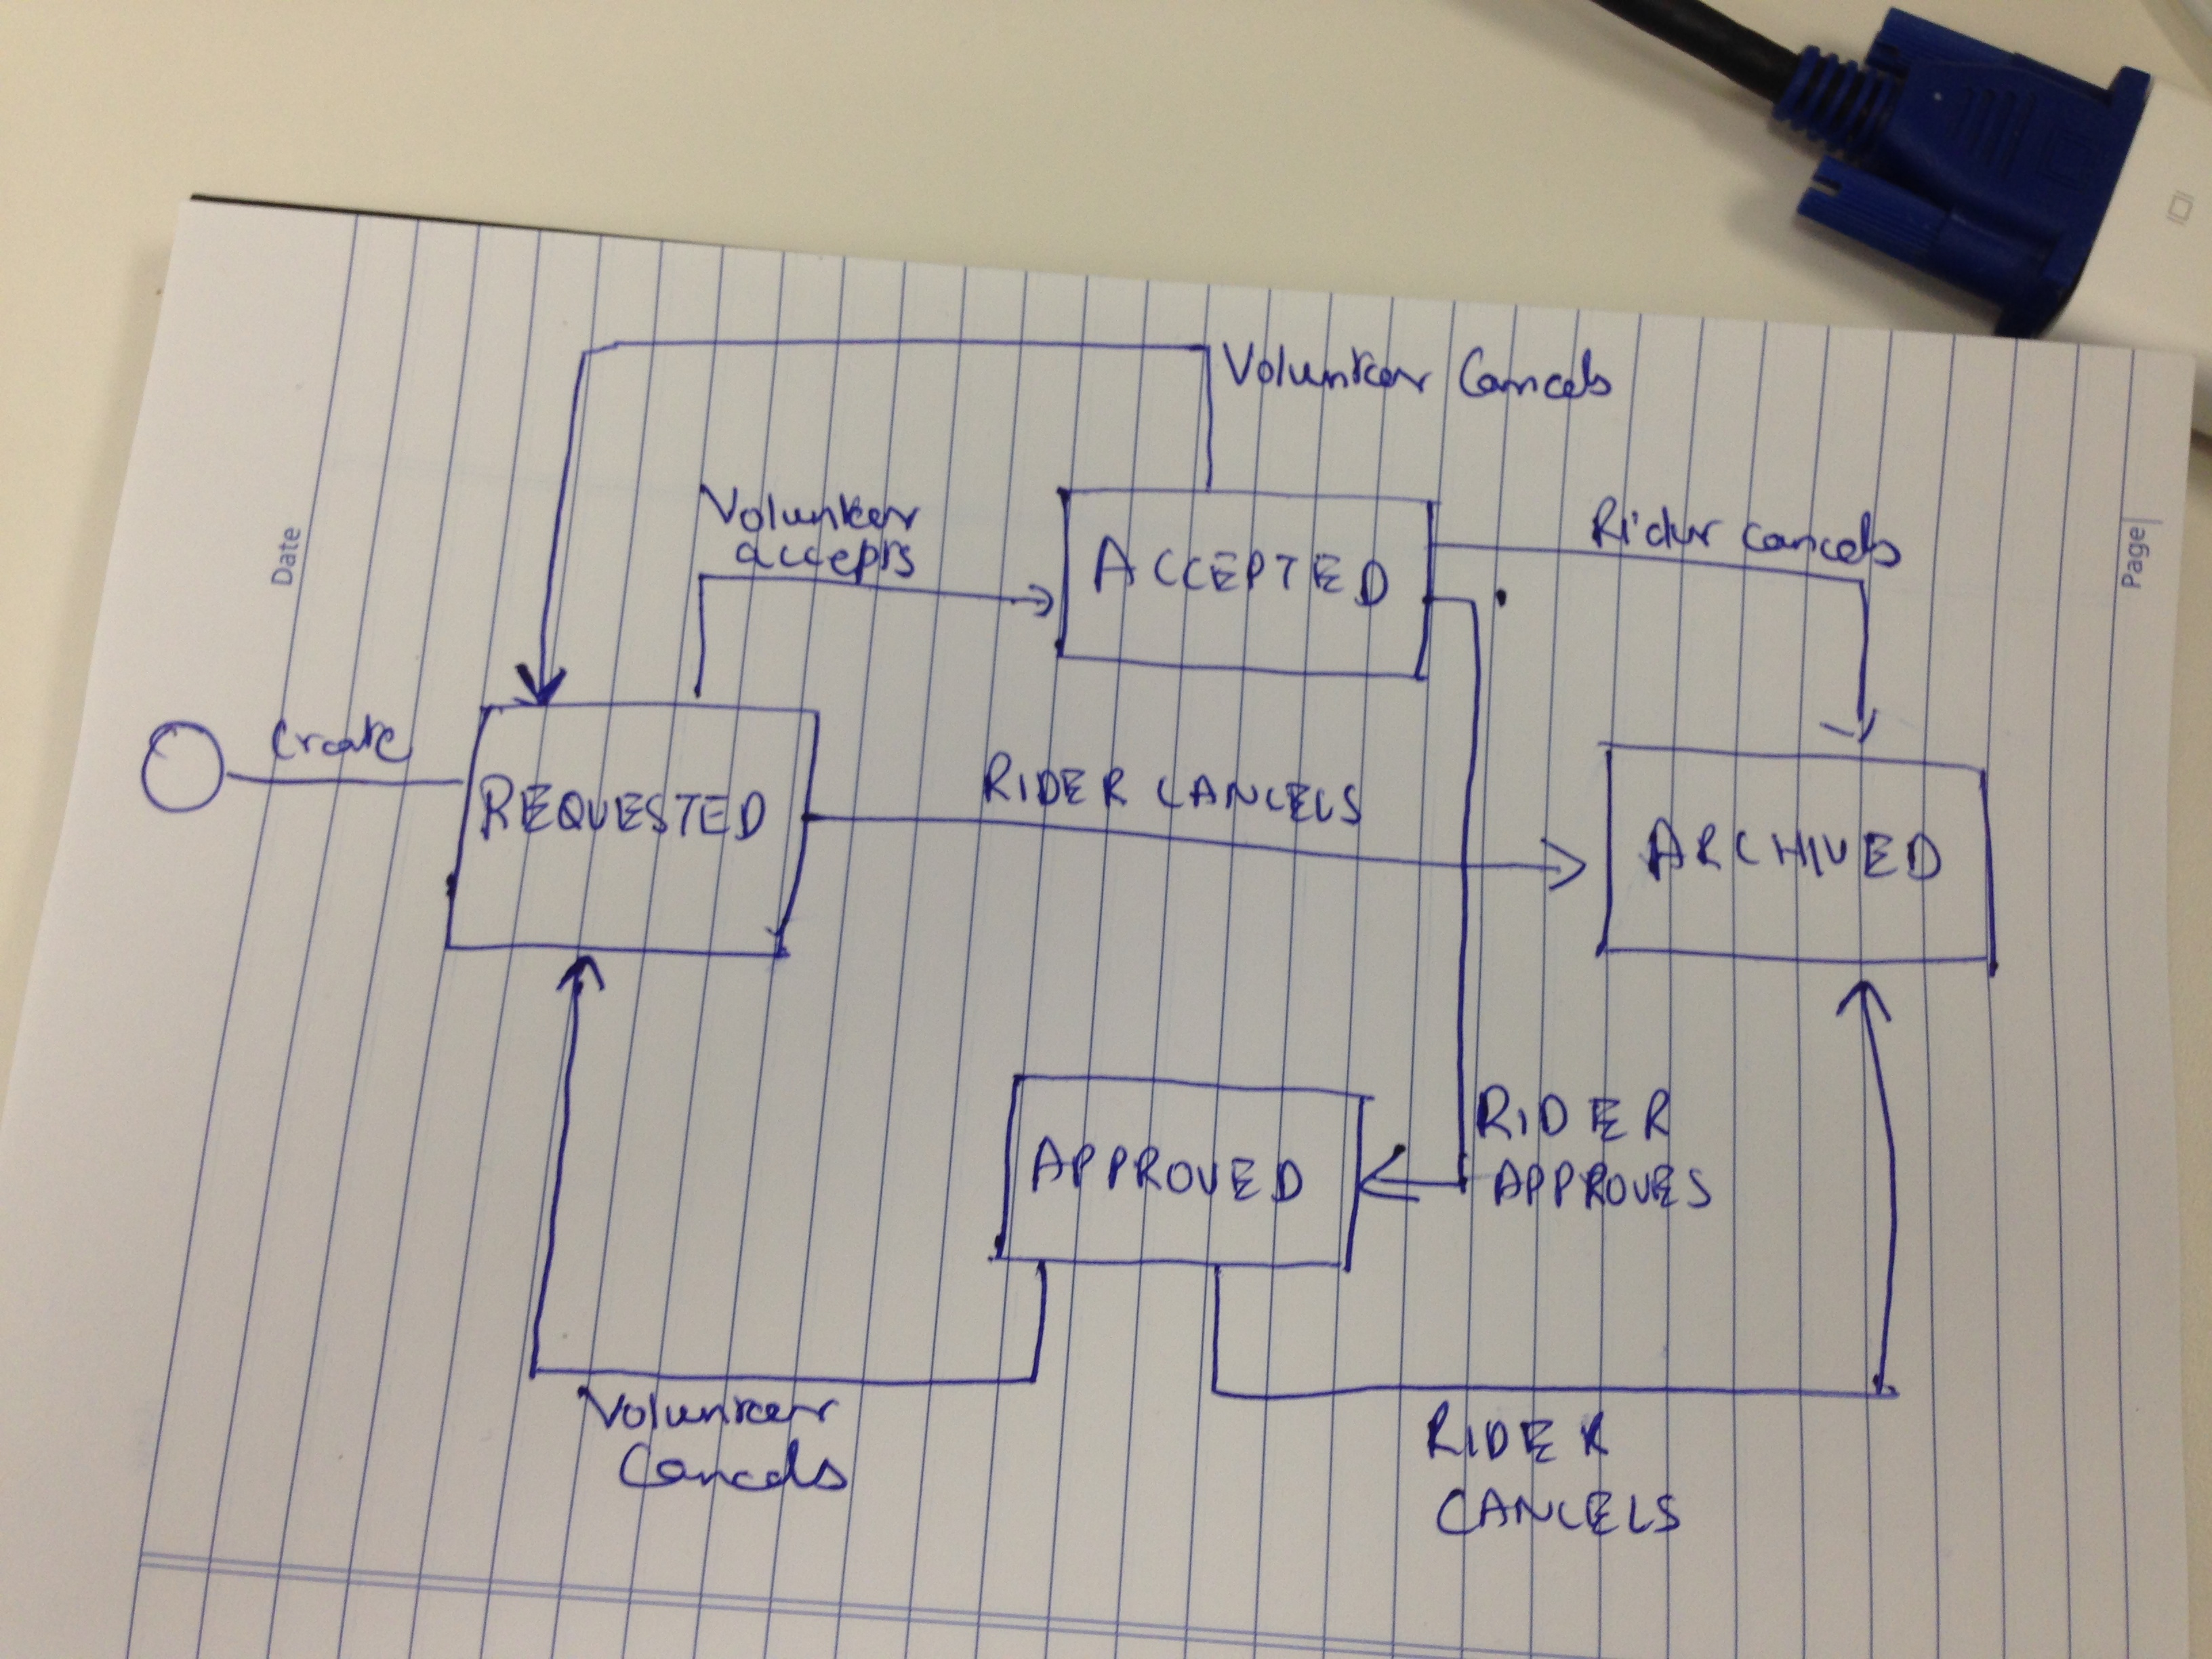 Volunteer Cancels
Volunteer
accepts
Rider cancels
Date
Page
ACCEPTED
Create
REQUESTED
RIDER CANCELS
ARCHIVED
RIDER
APPROVES
APPROVED
Volunteer
Cancels
RIDER
CANCELS